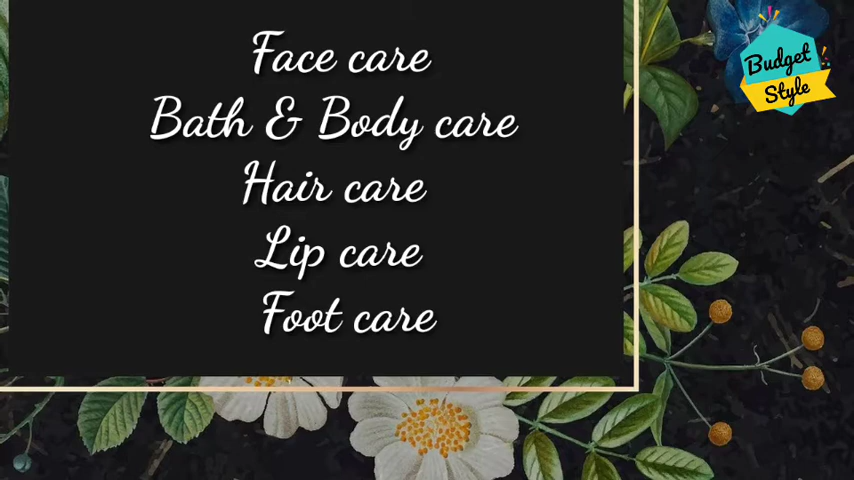 Face care
Bath & Body care
Hair care
Lip care
Foot care
Budget
Style